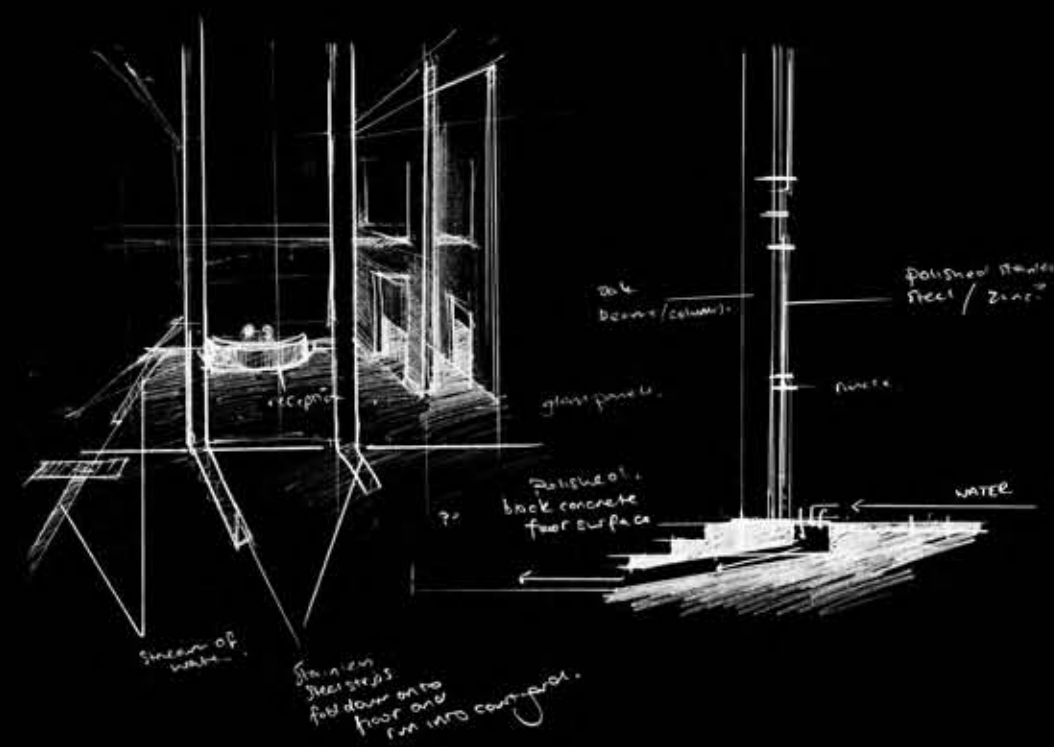 reception
stream of
water.
Stainless
Steel strips
fold down onto
floor and
run into courtyard.
Oak
Beams/columns.
polished stainless
steel / zinc?
glass panels.
Polished.
black concrete
floor surface
WATER